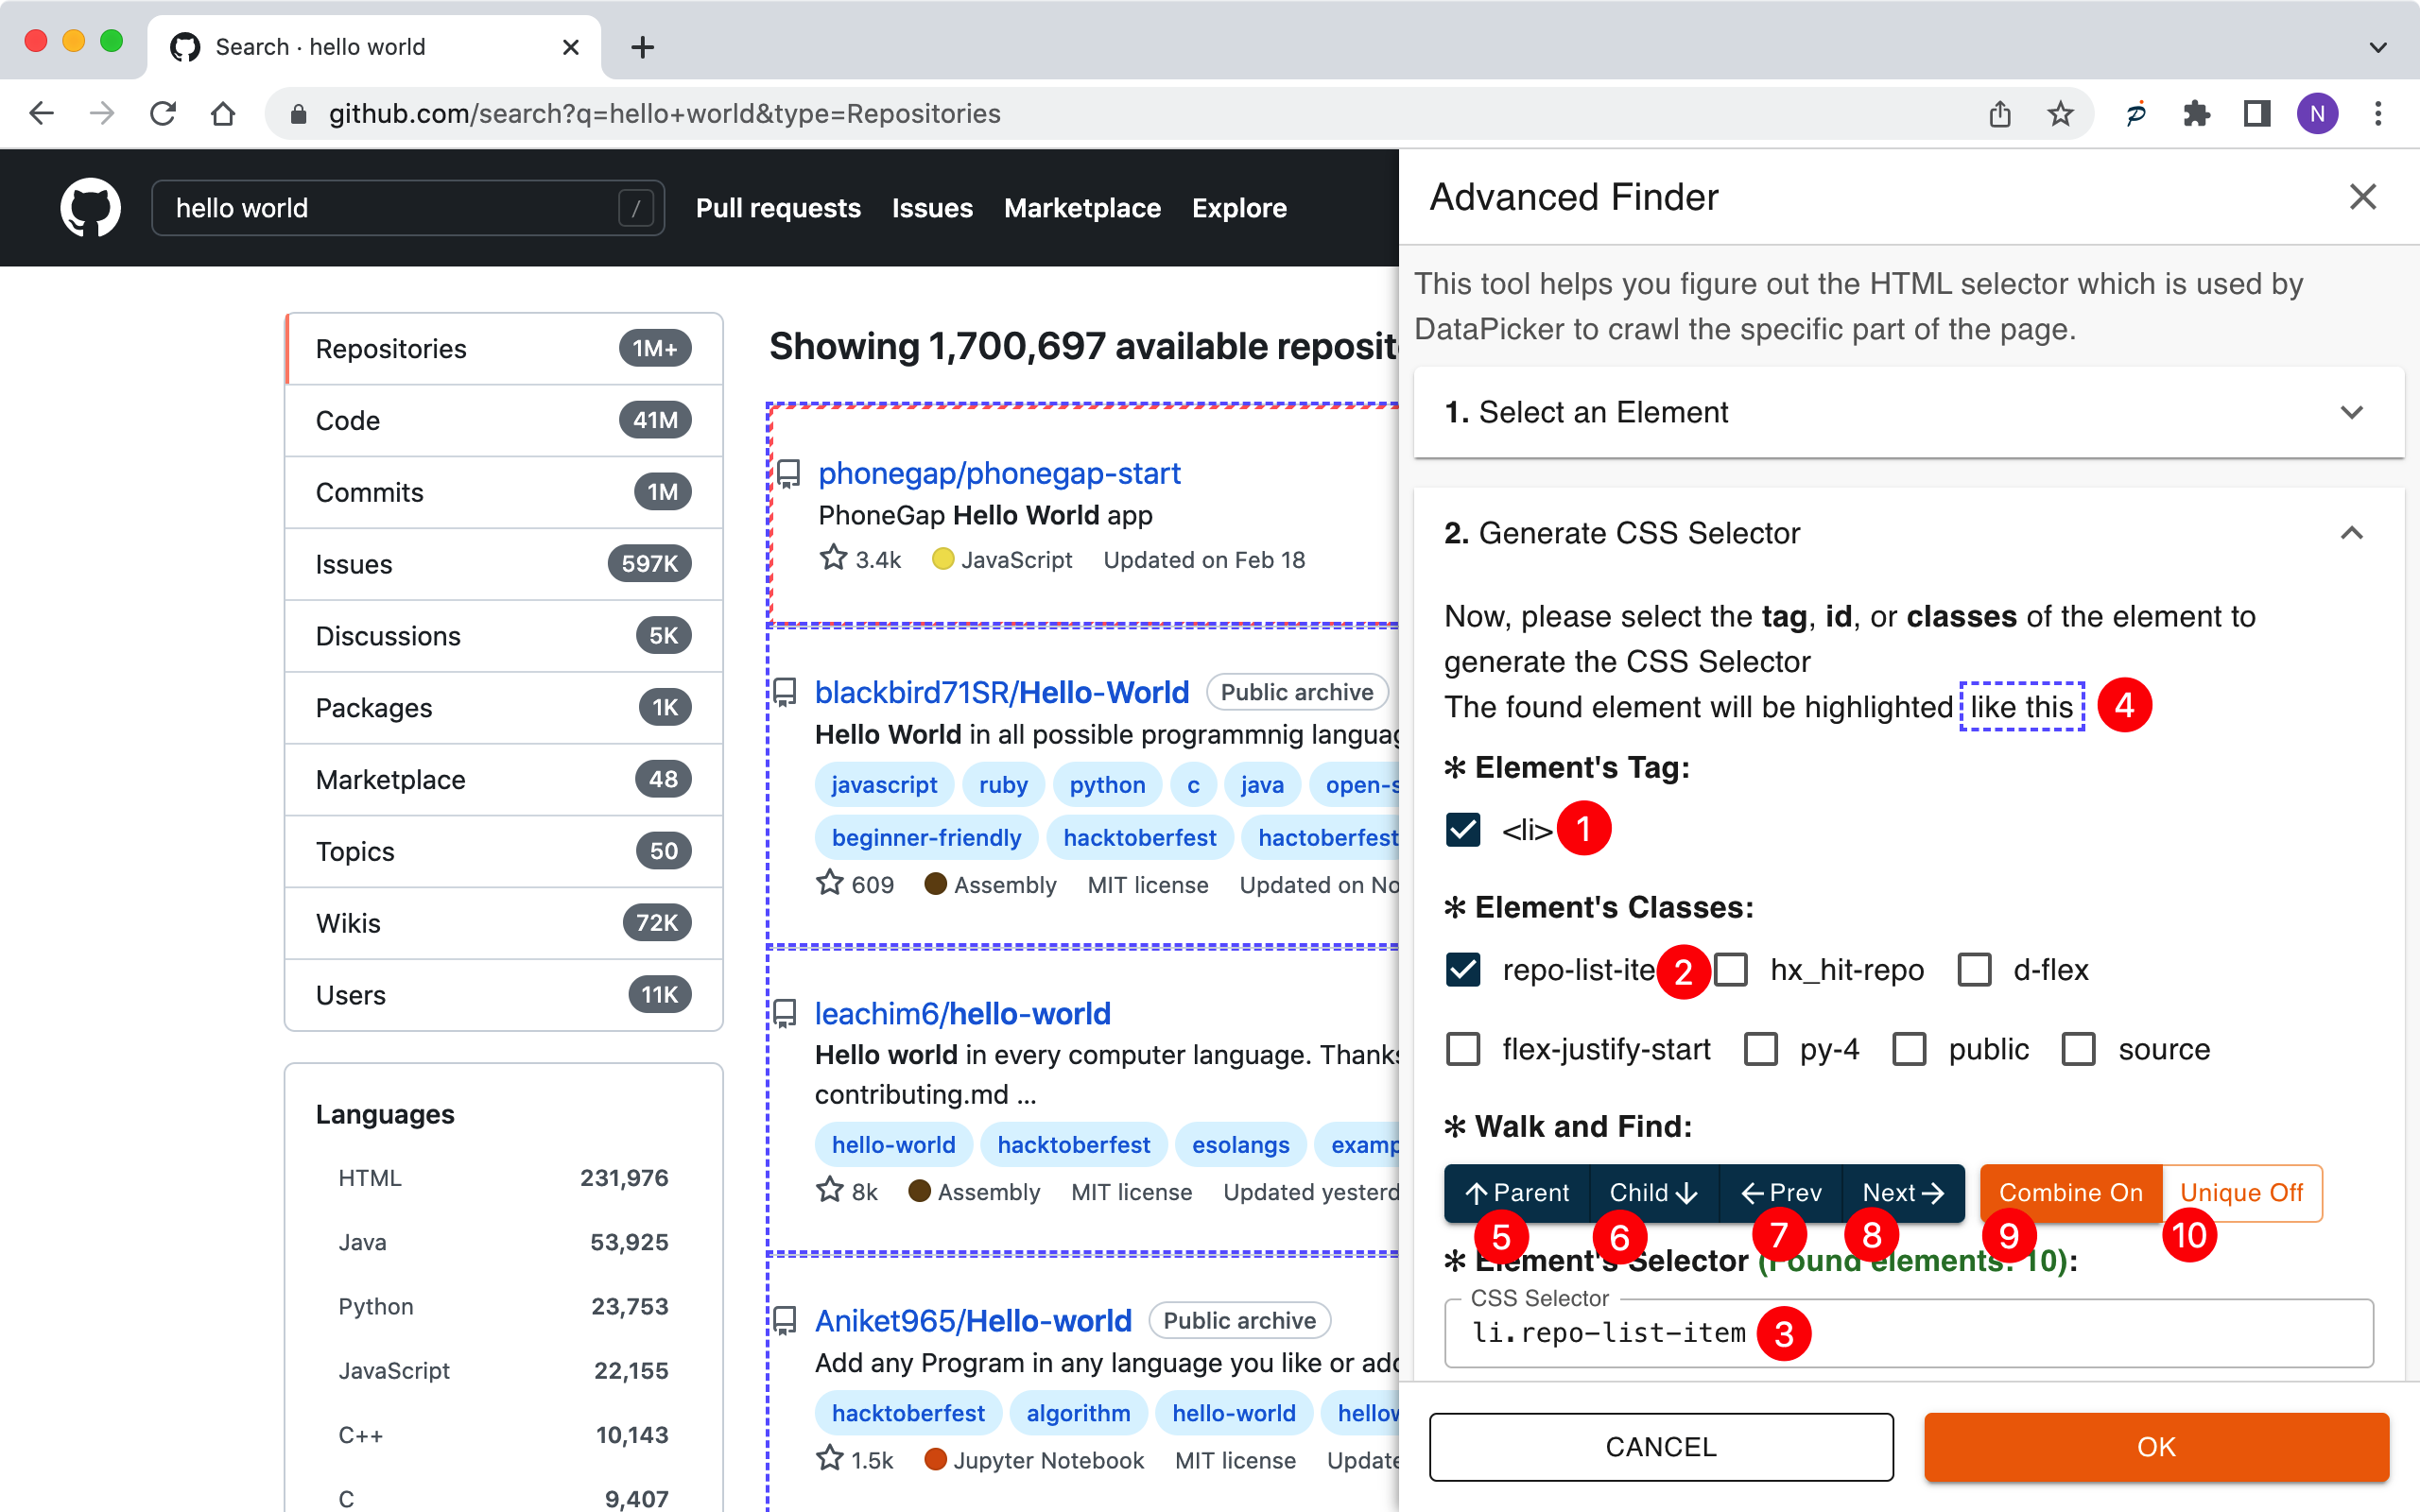 Search · hello world
github.com/search?q=hello+world&type=Repositories
N
hello world
/
Pull requests
Issues
Marketplace
Explore
Repositories 1M+
Code 41M
Commits 1M
Issues 597K
Discussions 5K
Packages 1K
Marketplace 48
Topics 50
Wikis 72K
Users 11K
Languages
HTML 231,976
Java 53,925
Python 23,753
JavaScript 22,155
C++ 10,143
C 9,407
Showing 1,700,697 available reposit
phonegap/phonegap-start
PhoneGap Hello World app
3.4k JavaScript Updated on Feb 18
blackbird71SR/Hello-World Public archive
Hello World in all possible programmnig languag
javascript ruby python c java open-s
beginner-friendly hacktoberfest hactoberfest
609 Assembly MIT license Updated on No
leachim6/hello-world
Hello world in every computer language. Thanks
contributing.md ...
hello-world hacktoberfest esolangs examp
8k Assembly MIT license Updated yesterd
Aniket965/Hello-world Public archive
Add any Program in any language you like or add
hacktoberfest algorithm hello-world hellow
1.5k Jupyter Notebook MIT license Update
Advanced Finder
This tool helps you figure out the HTML selector which is used by
DataPicker to crawl the specific part of the page.
1. Select an Element
2. Generate CSS Selector
Now, please select the tag, id, or classes of the element to
generate the CSS Selector
The found element will be highlighted like this 4
✻ Element's Tag:
<li> 1
✻ Element's Classes:
repo-list-ite 2 hx_hit-repo d-flex
flex-justify-start py-4 public source
✻ Walk and Find:
↑ Parent Child ↓ ← Prev Next → Combine On Unique Off
5 6 7 8 9 10
✻ Element's Selector (Found elements: 10):
CSS Selector
li.repo-list-item 3
CANCEL
OK